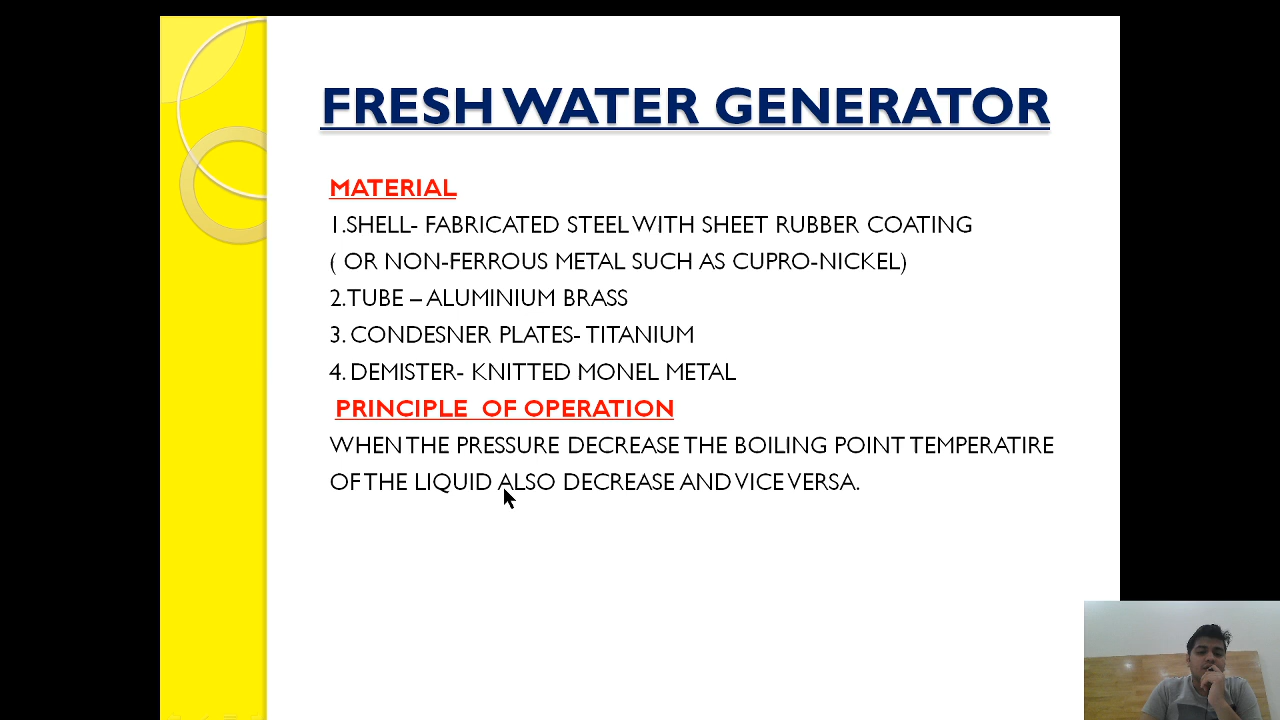 FRESH WATER GENERATOR
MATERIAL
1.SHELL- FABRICATED STEEL WITH SHEET RUBBER COATING
( OR NON-FERROUS METAL SUCH AS CUPRO-NICKEL)
2.TUBE – ALUMINIUM BRASS
3. CONDESNER PLATES- TITANIUM
4. DEMISTER- KNITTED MONEL METAL
PRINCIPLE OF OPERATION
WHEN THE PRESSURE DECREASE THE BOILING POINT TEMPERATIRE
OF THE LIQUID ALSO DECREASE AND VICE VERSA.